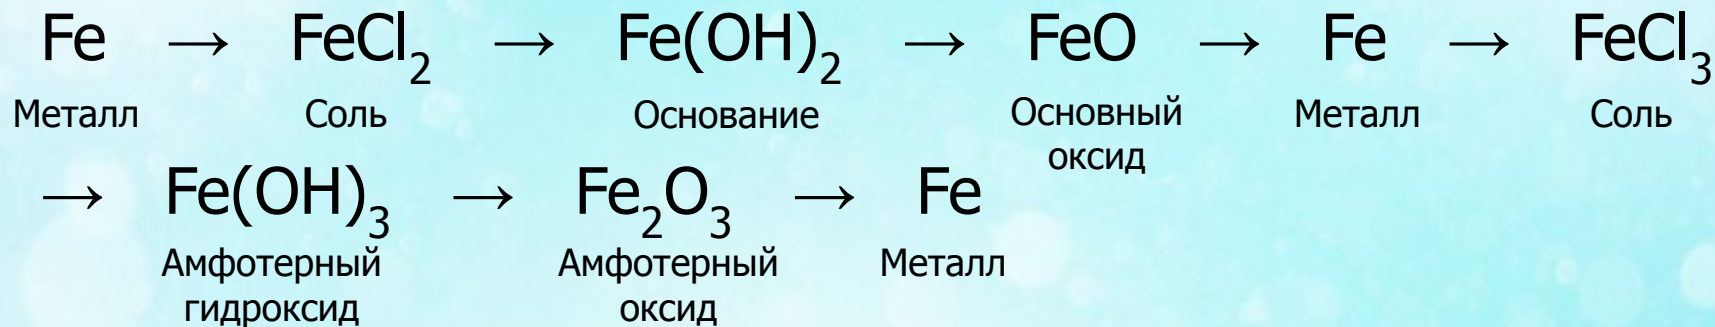 Fe → FeCl₂ → Fe(OH)₂ → FeO → Fe → FeCl₃
Металл Соль Основание Основный оксид Металл Соль
→ Fe(OH)₃ → Fe₂O₃ → Fe
Амфотерный гидроксид Амфотерный оксид Металл